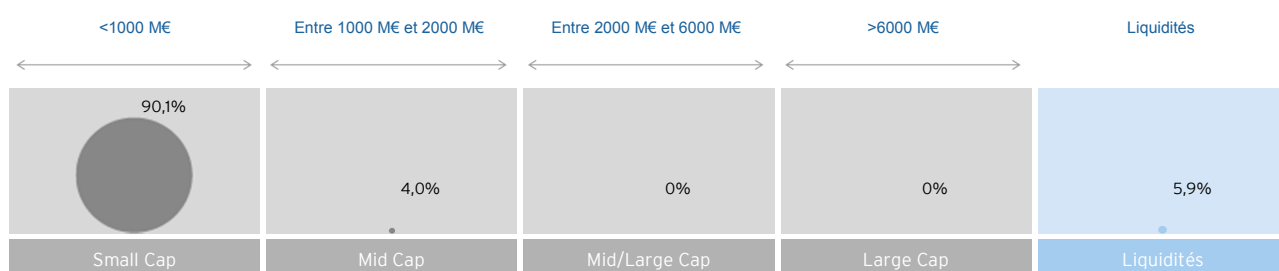 <1000 M€
Entre 1000 M€ et 2000 M€
Entre 2000 M€ et 6000 M€
>6000 M€
Liquidités
90,1%
4,0%
0%
0%
5,9%
Small Cap
Mid Cap
Mid/Large Cap
Large Cap
Liquidités